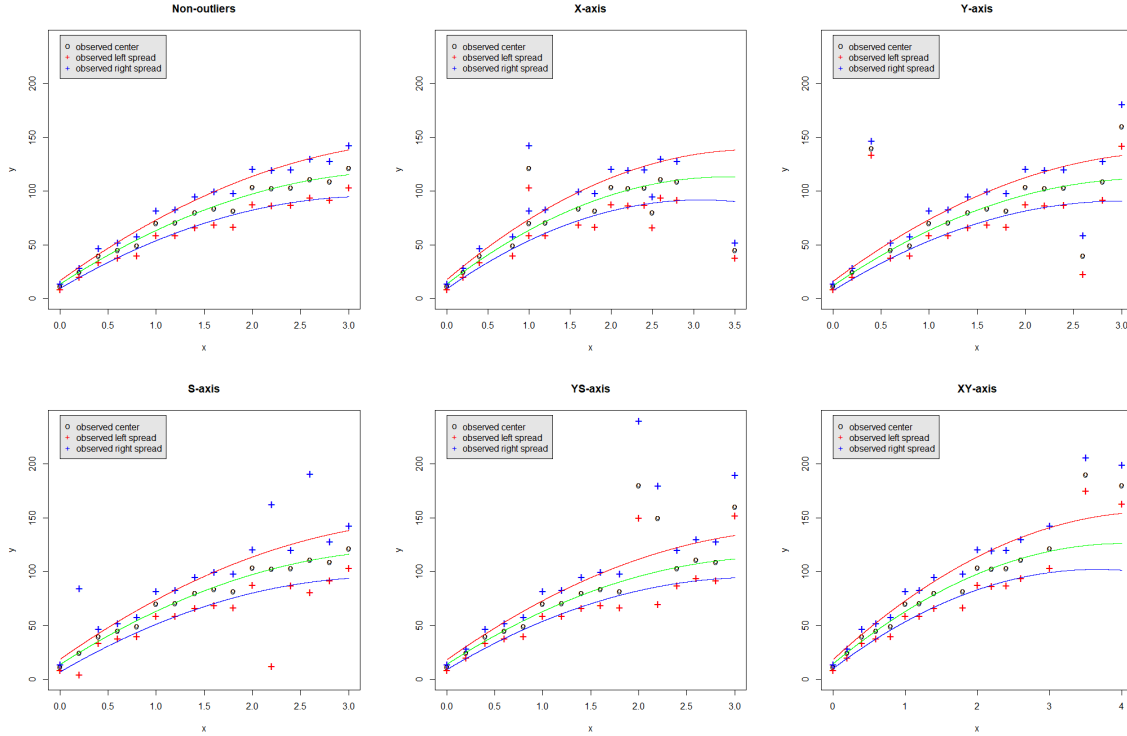 Non-outliers
o observed center
+ observed left spread
+ observed right spread
y
200
150
100
50
0
0.0 0.5 1.0 1.5 2.0 2.5 3.0
x
X-axis
o observed center
+ observed left spread
+ observed right spread
y
200
150
100
50
0
0.0 0.5 1.0 1.5 2.0 2.5 3.0 3.5
x
Y-axis
o observed center
+ observed left spread
+ observed right spread
y
200
150
100
50
0
0.0 0.5 1.0 1.5 2.0 2.5 3.0
x
S-axis
o observed center
+ observed left spread
+ observed right spread
y
200
150
100
50
0
0.0 0.5 1.0 1.5 2.0 2.5 3.0
x
YS-axis
o observed center
+ observed left spread
+ observed right spread
y
200
150
100
50
0
0.0 0.5 1.0 1.5 2.0 2.5 3.0
x
XY-axis
o observed center
+ observed left spread
+ observed right spread
y
200
150
100
50
0
0 1 2 3 4
x